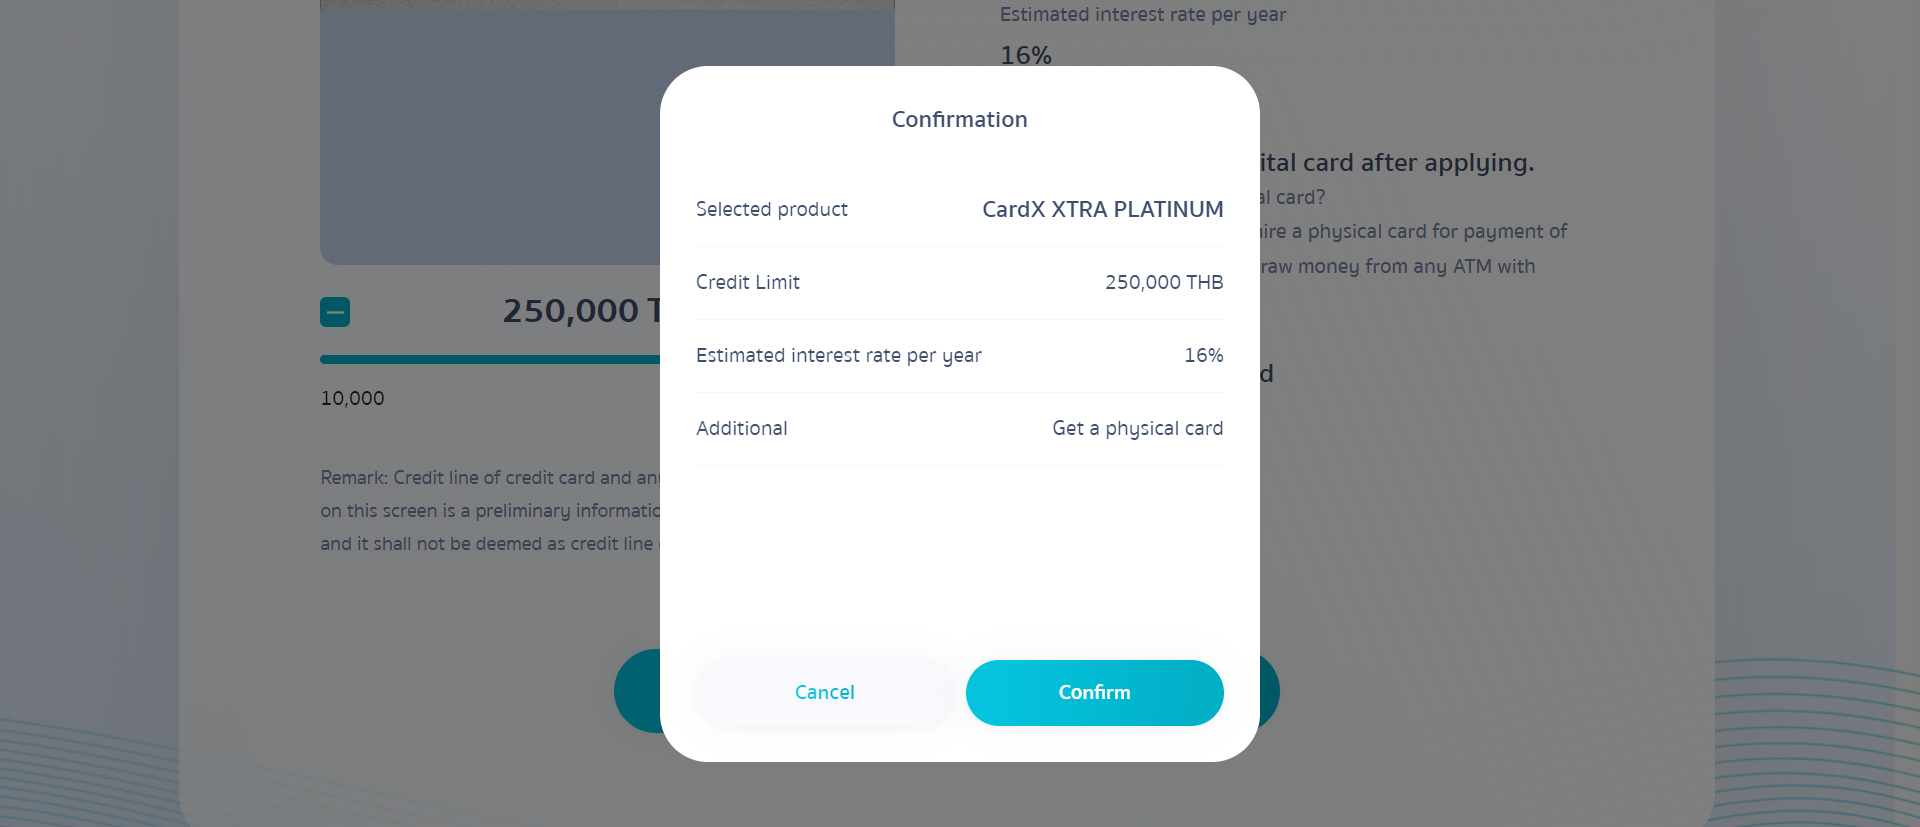 Estimated interest rate per year
16%
Confirmation
Selected product CardX XTRA PLATINUM
Credit Limit 250,000 THB
Estimated interest rate per year 16%
Additional Get a physical card
Cancel Confirm
ital card after applying.
al card?
ire a physical card for payment of
raw money from any ATM with
d
250,000 T
10,000
Remark: Credit line of credit card and any
on this screen is a preliminary informatio
and it shall not be deemed as credit line